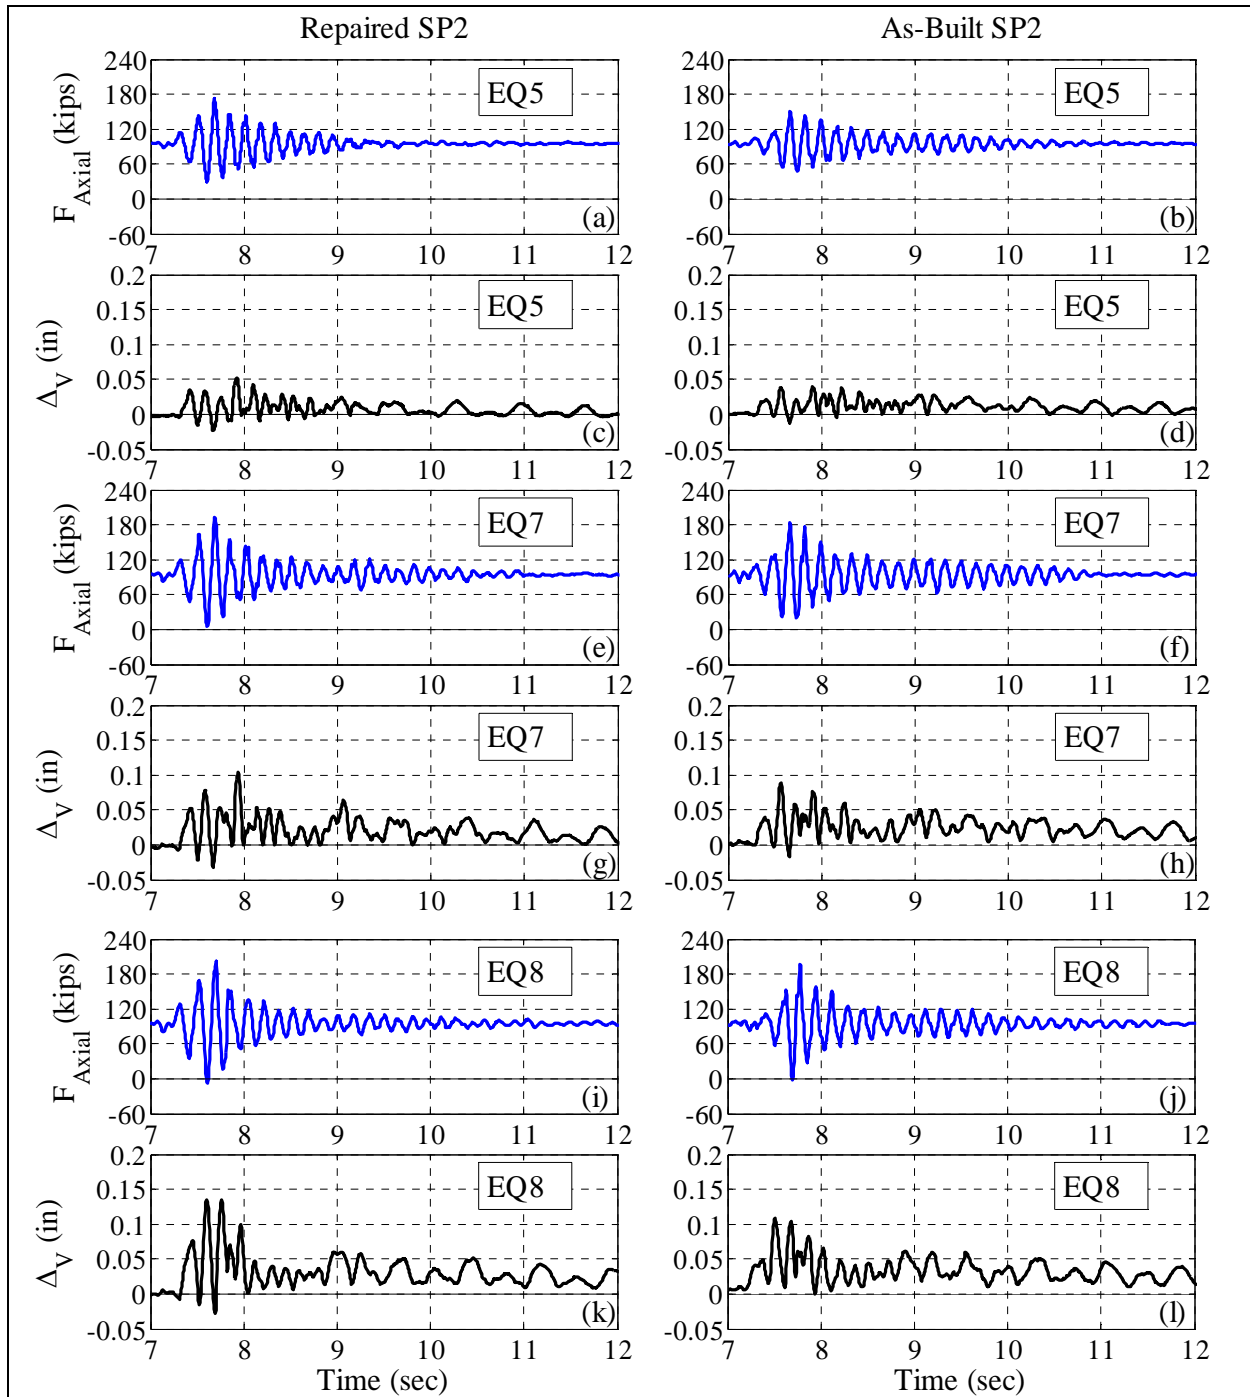 Repaired SP2 As-Built SP2
240 240
180 180
120 120
60 60
0 0
-60 -60
F_Axial (kips)
EQ5 EQ5
(a) (b)
7 8 9 10 11 12 7 8 9 10 11 12
0.2 0.2
0.15 0.15
0.1 0.1
0.05 0.05
0 0
-0.05 -0.05
Δ_V (in)
EQ5 EQ5
(c) (d)
7 8 9 10 11 12 7 8 9 10 11 12
240 240
180 180
120 120
60 60
0 0
-60 -60
F_Axial (kips)
EQ7 EQ7
(e) (f)
7 8 9 10 11 12 7 8 9 10 11 12
0.2 0.2
0.15 0.15
0.1 0.1
0.05 0.05
0 0
-0.05 -0.05
Δ_V (in)
EQ7 EQ7
(g) (h)
7 8 9 10 11 12 7 8 9 10 11 12
240 240
180 180
120 120
60 60
0 0
-60 -60
F_Axial (kips)
EQ8 EQ8
(i) (j)
7 8 9 10 11 12 7 8 9 10 11 12
0.2 0.2
0.15 0.15
0.1 0.1
0.05 0.05
0 0
-0.05 -0.05
Δ_V (in)
EQ8 EQ8
(k) (l)
7 8 9 10 11 12 7 8 9 10 11 12
Time (sec) Time (sec)